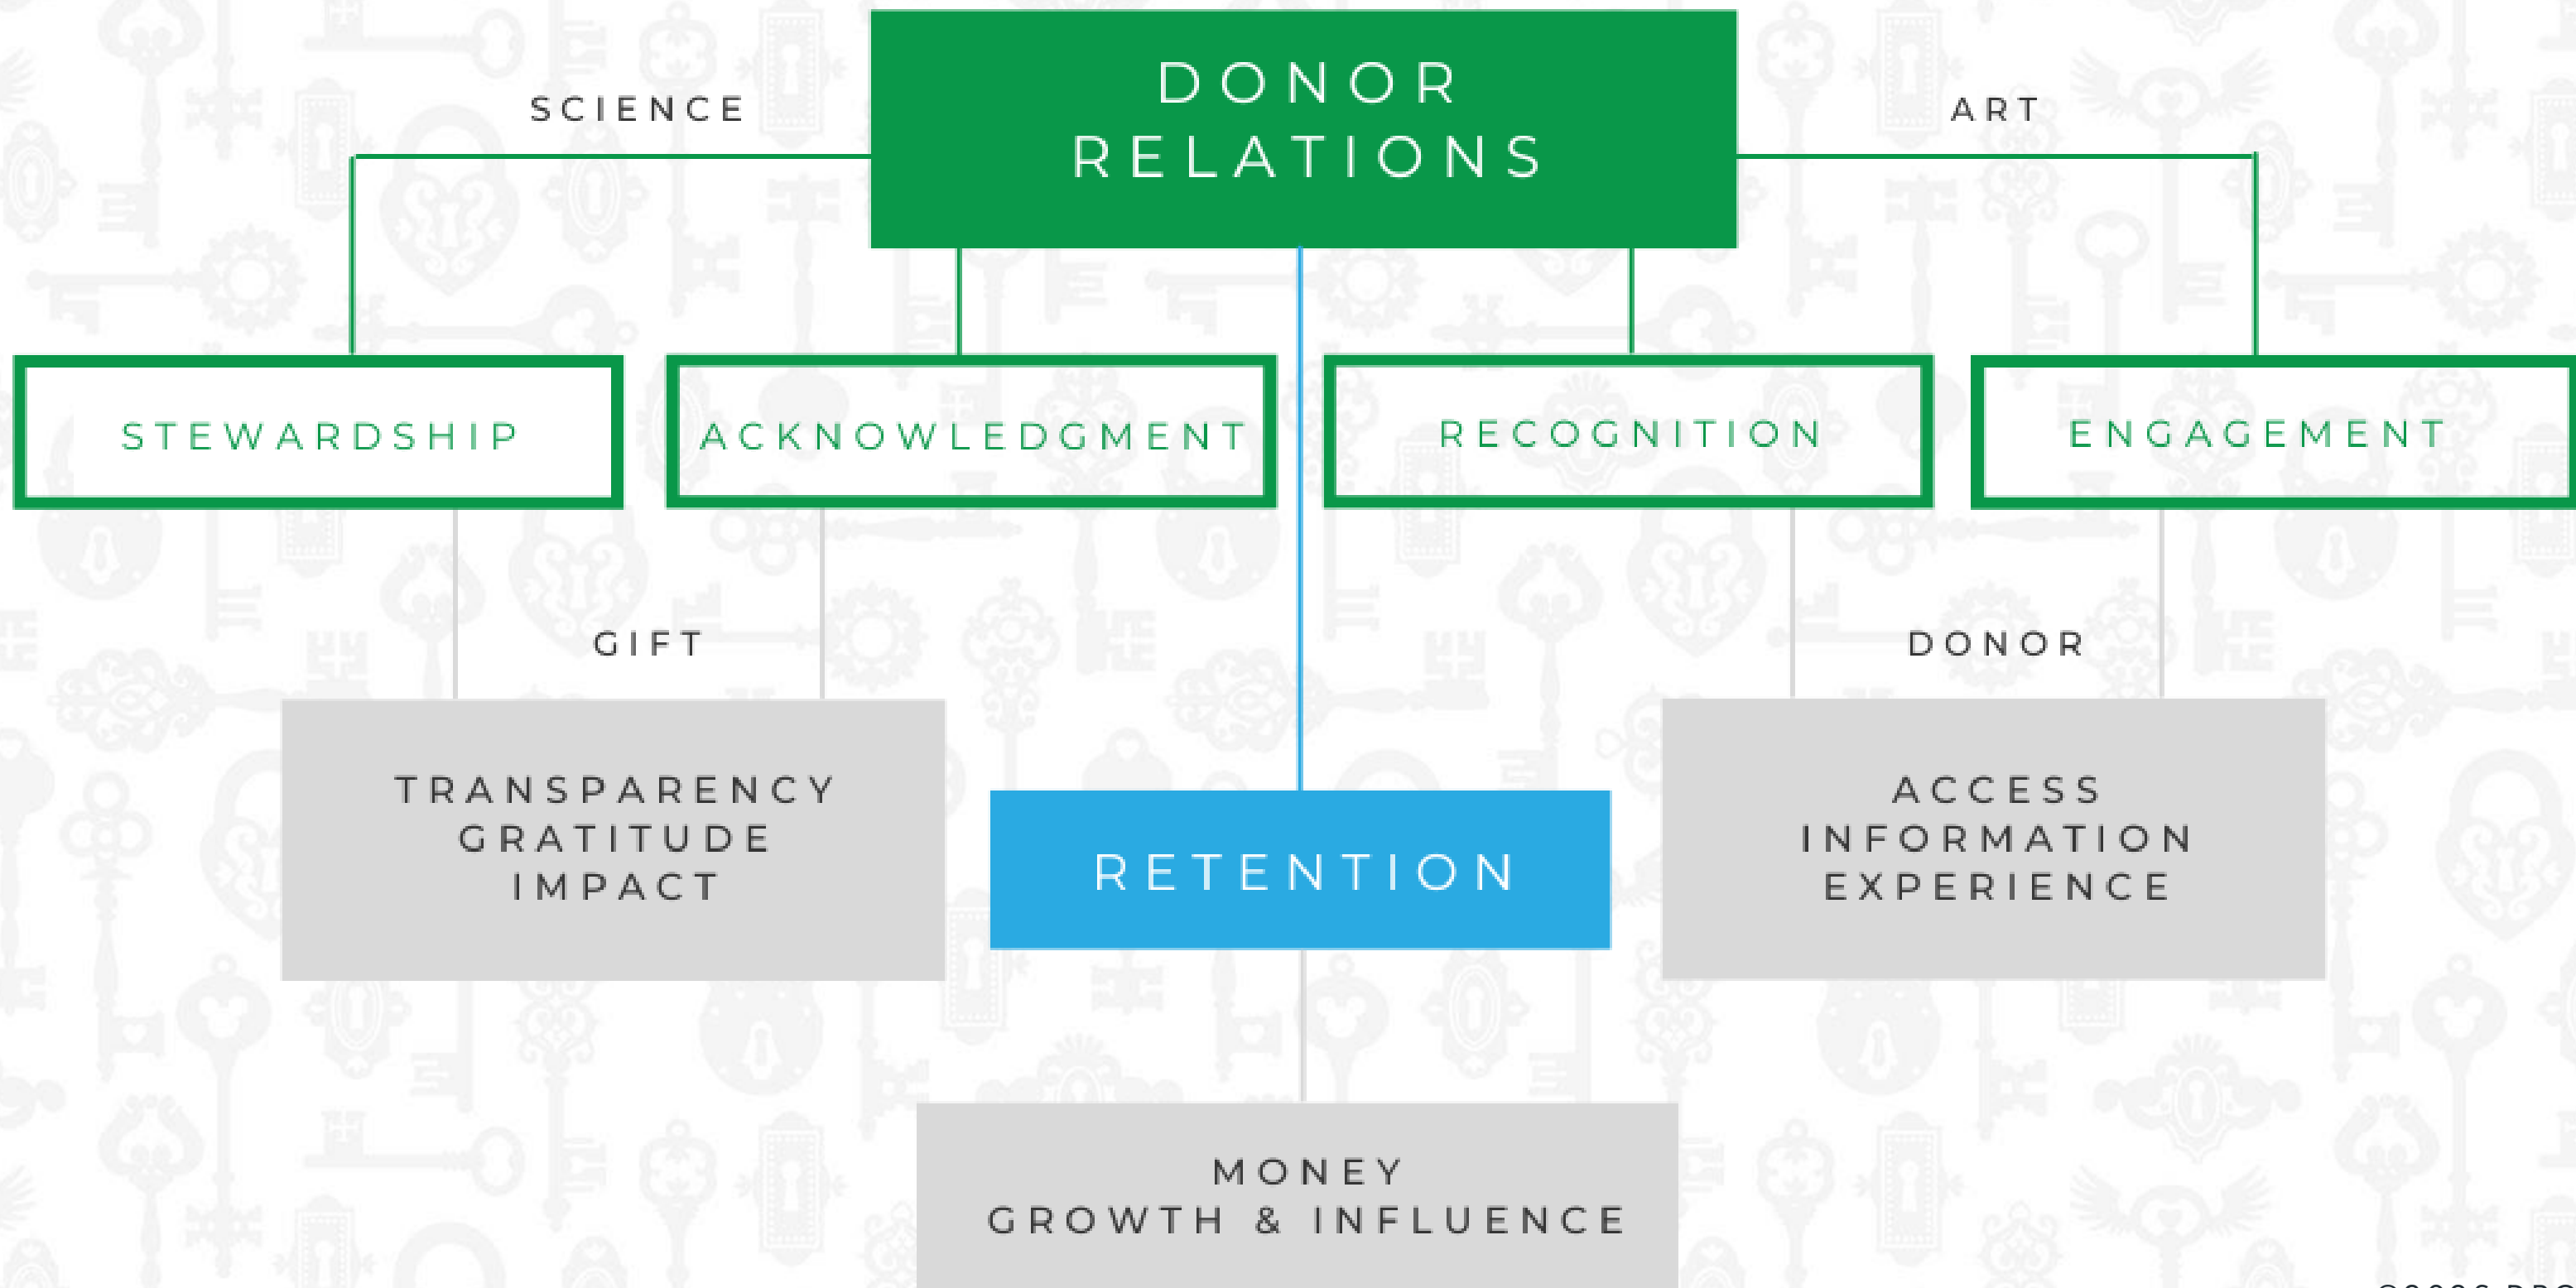 DONOR
RELATIONS
SCIENCE
ART
STEWARDSHIP
ACKNOWLEDGMENT
RECOGNITION
ENGAGEMENT
GIFT
DONOR
TRANSPARENCY
GRATITUDE
IMPACT
RETENTION
ACCESS
INFORMATION
EXPERIENCE
MONEY
GROWTH & INFLUENCE